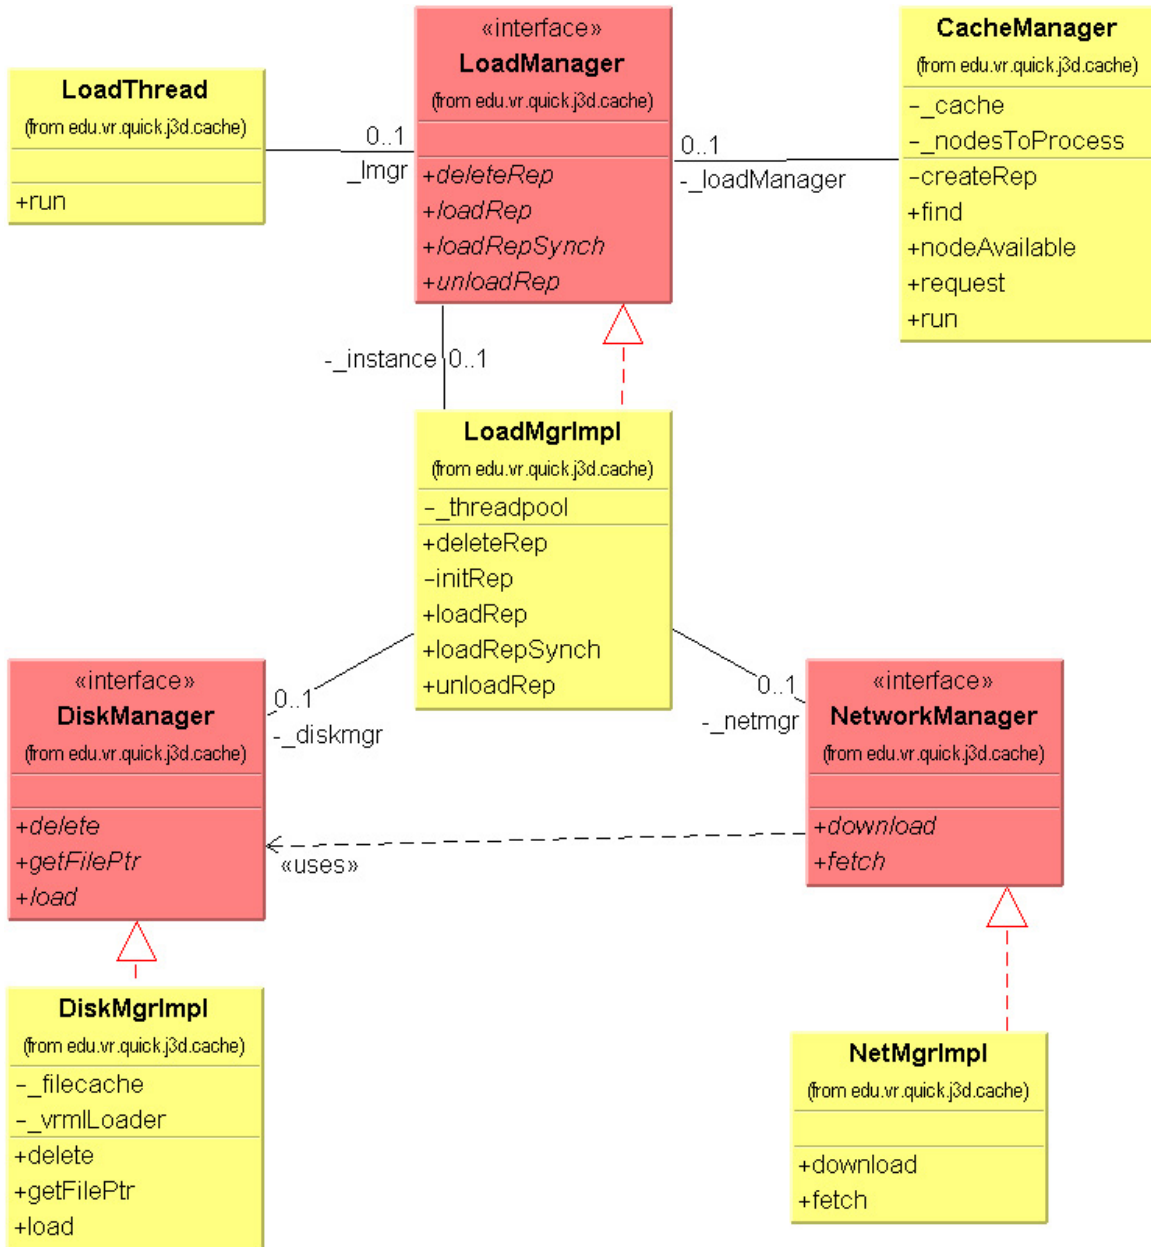 «interface»
LoadManager
(from edu.vr.quick.j3d.cache)
+deleteRep
+loadRep
+loadRepSynch
+unloadRep
CacheManager
(from edu.vr.quick.j3d.cache)
-_cache
-_nodesToProcess
-createRep
+find
+nodeAvailable
+request
+run
LoadThread
(from edu.vr.quick.j3d.cache)
+run
0..1
_lmgr
0..1
-_loadManager
-_instance 0..1
LoadMgrImpl
(from edu.vr.quick.j3d.cache)
-_threadpool
+deleteRep
-initRep
+loadRep
+loadRepSynch
+unloadRep
«interface»
DiskManager
(from edu.vr.quick.j3d.cache)
+delete
+getFilePtr
+load
0..1
-_diskmgr
0..1
-_netmgr
«interface»
NetworkManager
(from edu.vr.quick.j3d.cache)
+download
+fetch
«uses»
DiskMgrImpl
(from edu.vr.quick.j3d.cache)
-_filecache
-_vrmlLoader
+delete
+getFilePtr
+load
NetMgrImpl
(from edu.vr.quick.j3d.cache)
+download
+fetch